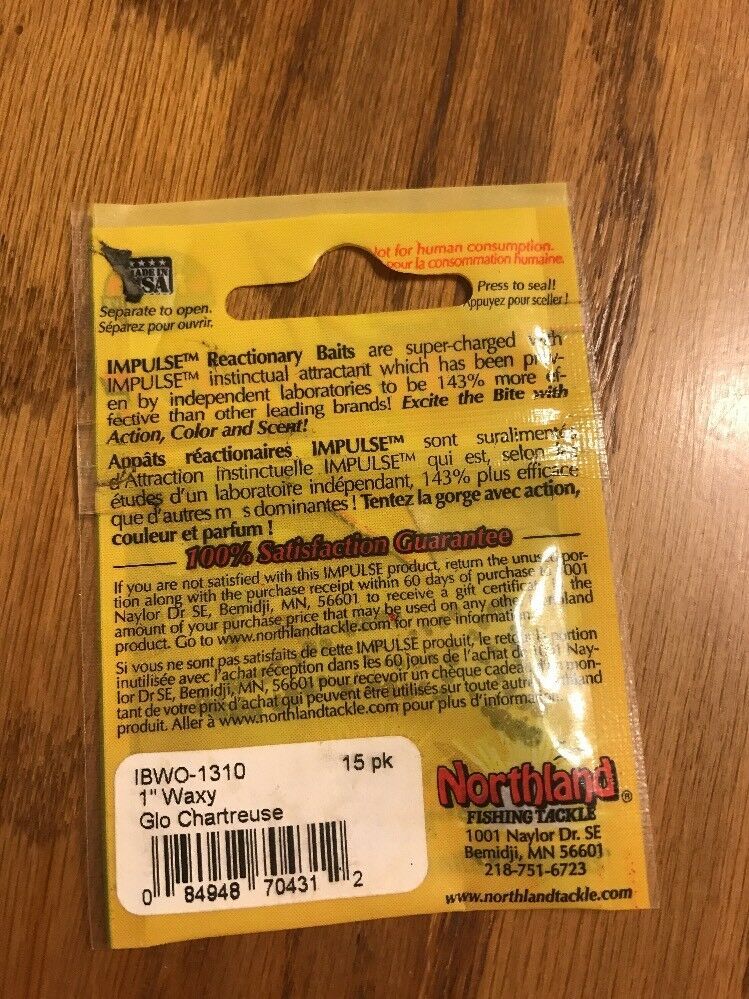 Not for human consumption.
pour la consommation humaine.
MADE IN
USA
Separate to open.
Séparez pour ouvrir.
Press to seal!
Appuyez pour sceller!
IMPULSE™ Reactionary Baits are super-charged with
IMPULSE™ instinctual attractant which has been prov-
en by independent laboratories to be 143% more ef-
fective than other leading brands! Excite the Bite with
Action, Color and Scent!
Appâts réactionaires IMPULSE™ sont suralimentés
d'Attraction instinctuelle IMPULSE™ qui est, selon
études d'un laboratoire indépendant, 143% plus efficace
que d'autres m s dominantes! Tentez la gorge avec action,
couleur et parfum!
100% Satisfaction Guarantee
If you are not satisfied with this IMPULSE product, return the unused por-
tion along with the purchase receipt within 60 days of purchase to 1001
Naylor Dr SE, Bemidji, MN, 56601 to receive a gift certificate in the
amount of your purchase price that may be used on any other Northland
product. Go to www.northlandtackle.com for more information.
Si vous ne sont pas satisfaits de cette IMPULSE produit, le retour portion
inutilisée avec l'achat réception dans les 60 jours de l'achat de 1001 Nay-
lor Dr SE, Bemidji, MN, 56601 pour recevoir un chèque cadeau d'un mon-
tant de votre prix d'achat qui peuvent être utilisés sur toute autre Northland
produit. Aller à www.northlandtackle.com pour plus d'information.
IBWO-1310 15 pk
1" Waxy
Glo Chartreuse
0 84948 70431 2
Northland®
FISHING TACKLE
1001 Naylor Dr. SE
Bemidji, MN 56601
218-751-6723
www.northlandtackle.com